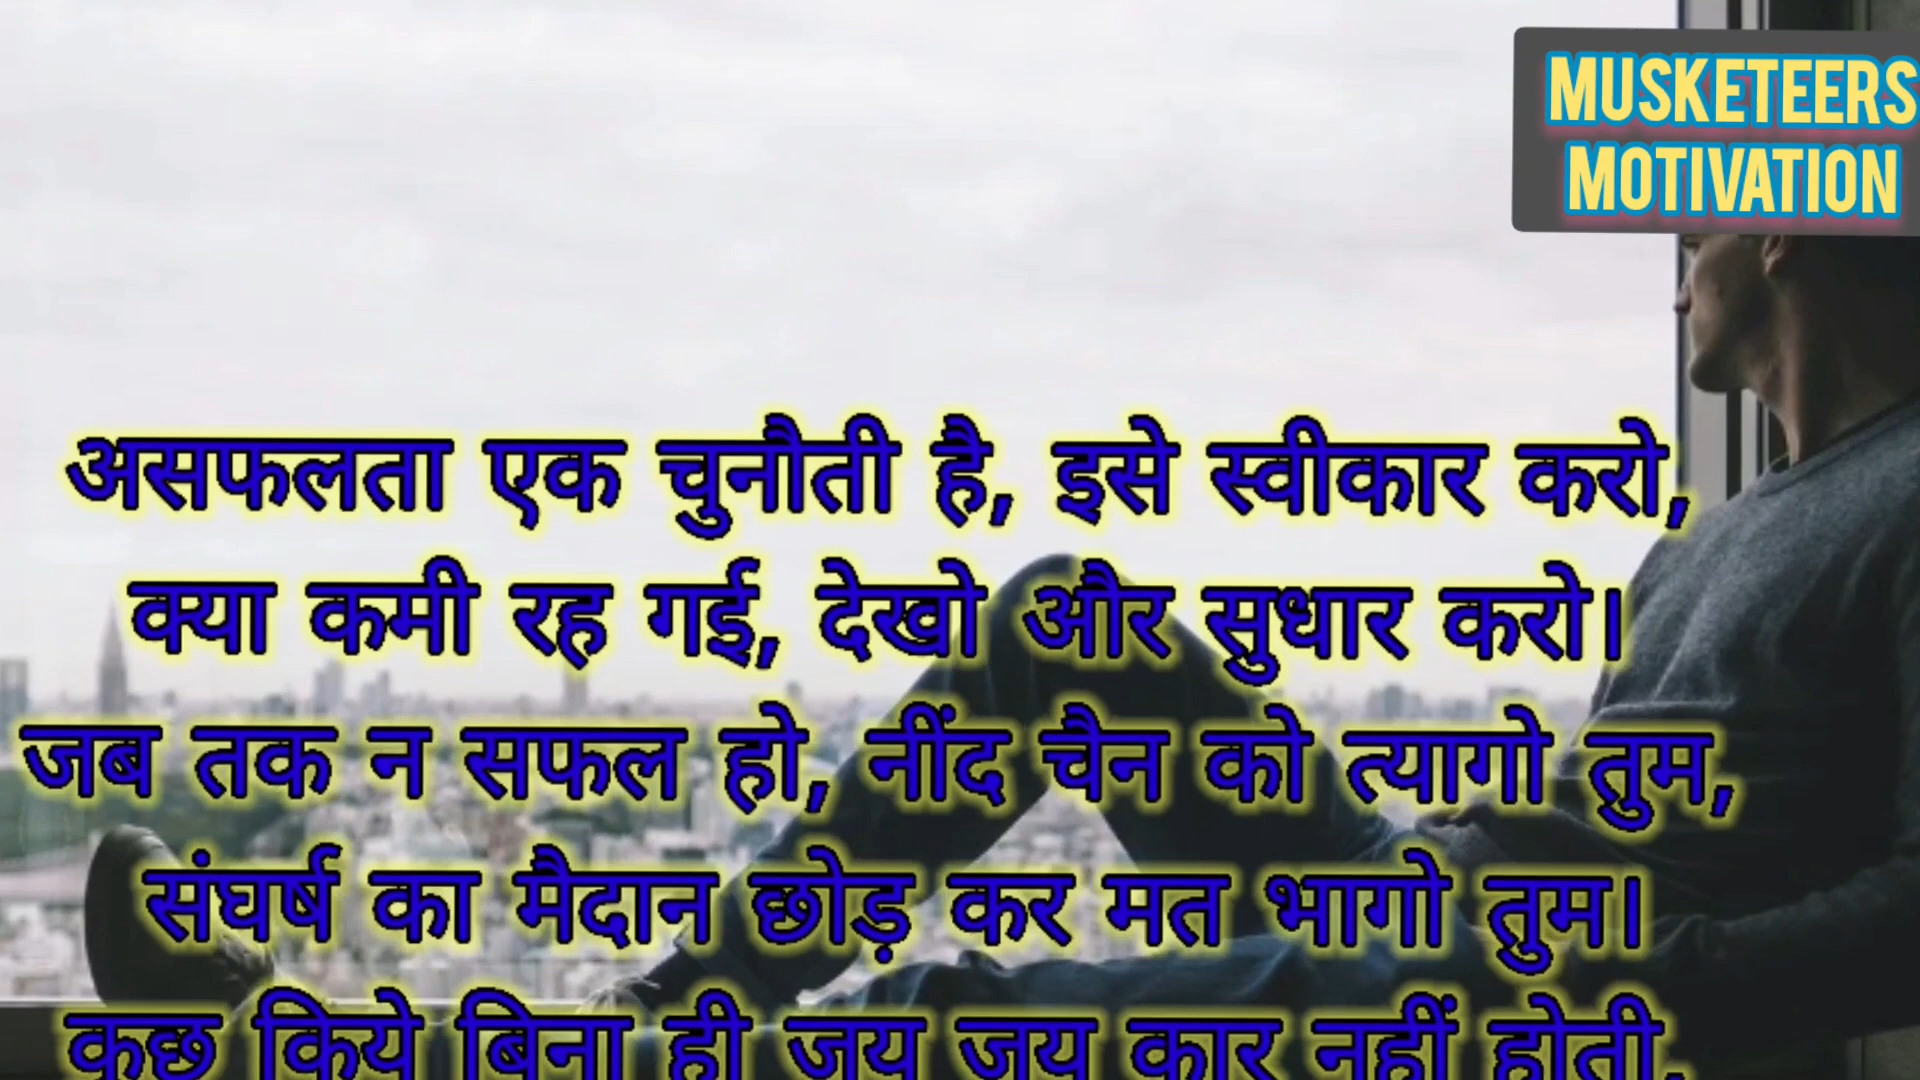 MUSKETEERS
MOTIVATION
असफलता एक चुनौती है, इसे स्वीकार करो,
क्या कमी रह गई, देखो और सुधार करो।
जब तक न सफल हो, नींद चैन को त्यागो तुम,
संघर्ष का मैदान छोड़ कर मत भागो तुम।
कुछ किये बिना ही जय जय कार नहीं होती,